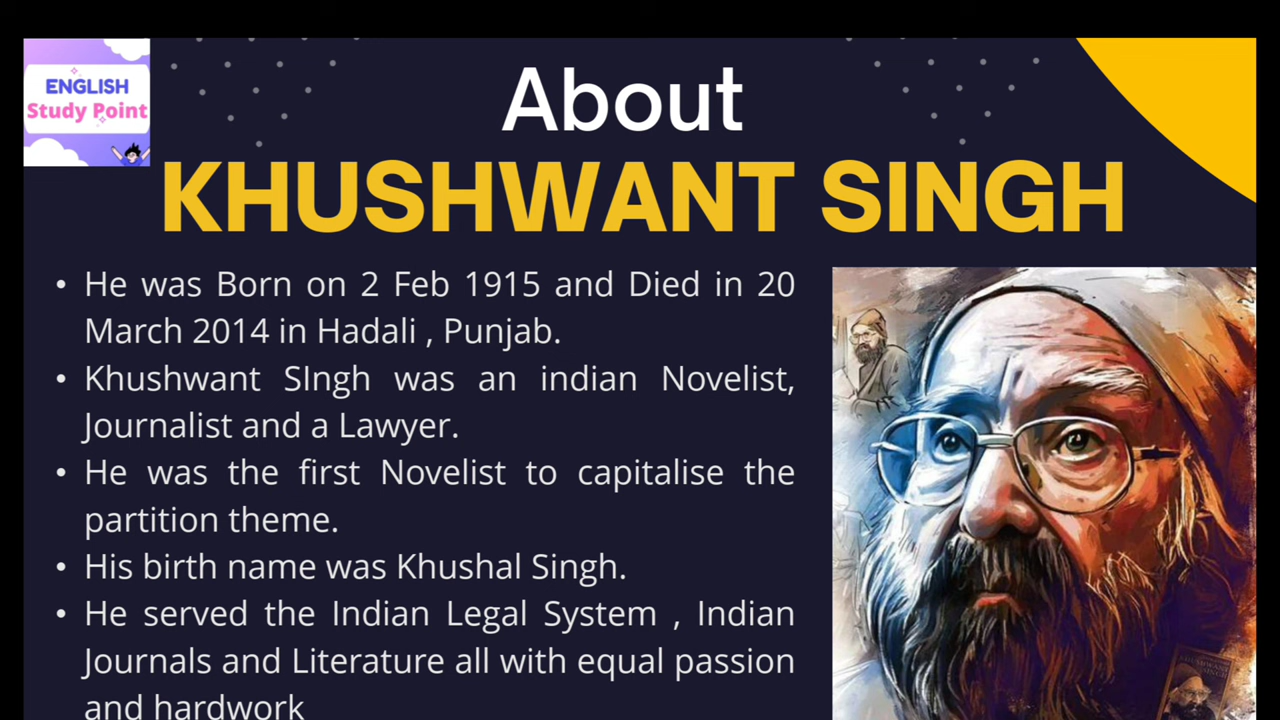 ENGLISH
Study Point
About
KHUSHWANT SINGH
• He was Born on 2 Feb 1915 and Died in 20
March 2014 in Hadali , Punjab.
• Khushwant SIngh was an indian Novelist,
Journalist and a Lawyer.
• He was the first Novelist to capitalise the
partition theme.
• His birth name was Khushal Singh.
• He served the Indian Legal System , Indian
Journals and Literature all with equal passion
and hardwork
KHUSHWANT
SINGH